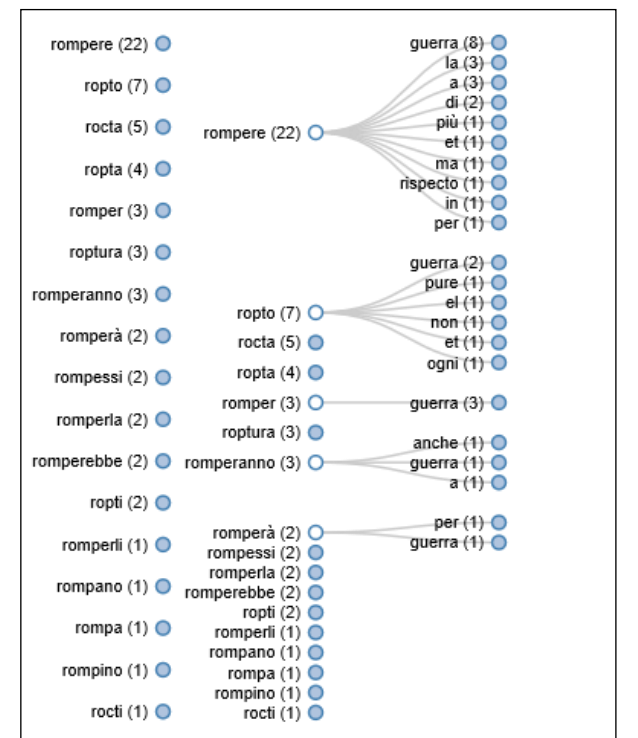 rompere (22)
ropto (7)
rocta (5)
ropta (4)
romper (3)
roptura (3)
romperanno (3)
romperà (2)
rompessi (2)
romperla (2)
romperebbe (2)
ropti (2)
romperli (1)
rompano (1)
rompa (1)
rompino (1)
rocti (1)
rompere (22)
ropto (7)
rocta (5)
ropta (4)
romper (3)
roptura (3)
romperanno (3)
romperà (2)
rompessi (2)
romperla (2)
romperebbe (2)
ropti (2)
romperli (1)
rompano (1)
rompa (1)
rompino (1)
rocti (1)
guerra (8)
la (3)
a (3)
di (2)
più (1)
et (1)
ma (1)
rispecto (1)
in (1)
per (1)
guerra (2)
pure (1)
el (1)
non (1)
et (1)
ogni (1)
guerra (3)
anche (1)
guerra (1)
a (1)
per (1)
guerra (1)